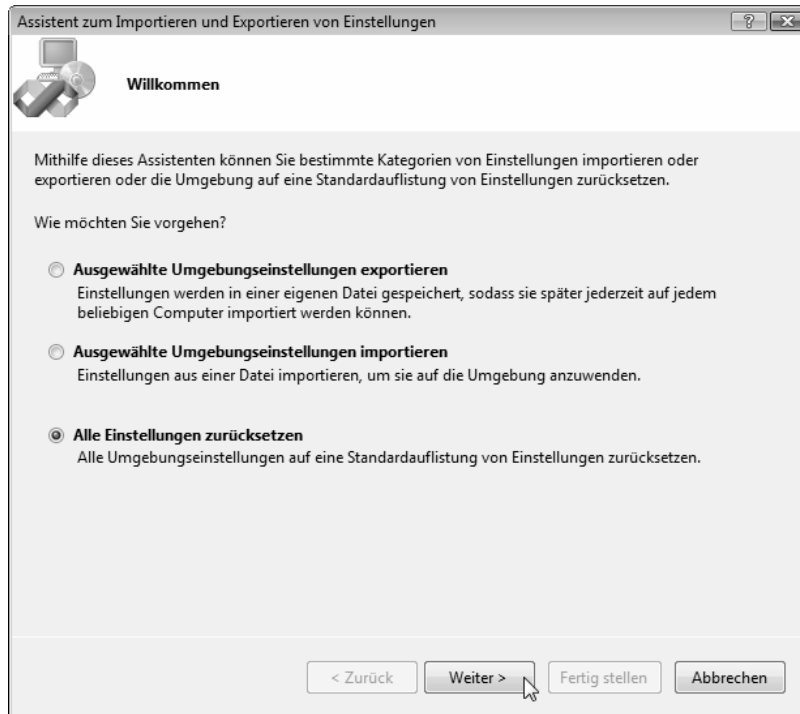 Assistent zum Importieren und Exportieren von Einstellungen
Willkommen
Mithilfe dieses Assistenten können Sie bestimmte Kategorien von Einstellungen importieren oder
exportieren oder die Umgebung auf eine Standardauflistung von Einstellungen zurücksetzen.
Wie möchten Sie vorgehen?
Ausgewählte Umgebungseinstellungen exportieren
Einstellungen werden in einer eigenen Datei gespeichert, sodass sie später jederzeit auf jedem
beliebigen Computer importiert werden können.
Ausgewählte Umgebungseinstellungen importieren
Einstellungen aus einer Datei importieren, um sie auf die Umgebung anzuwenden.
Alle Einstellungen zurücksetzen
Alle Umgebungseinstellungen auf eine Standardauflistung von Einstellungen zurücksetzen.
< Zurück Weiter > Fertig stellen Abbrechen